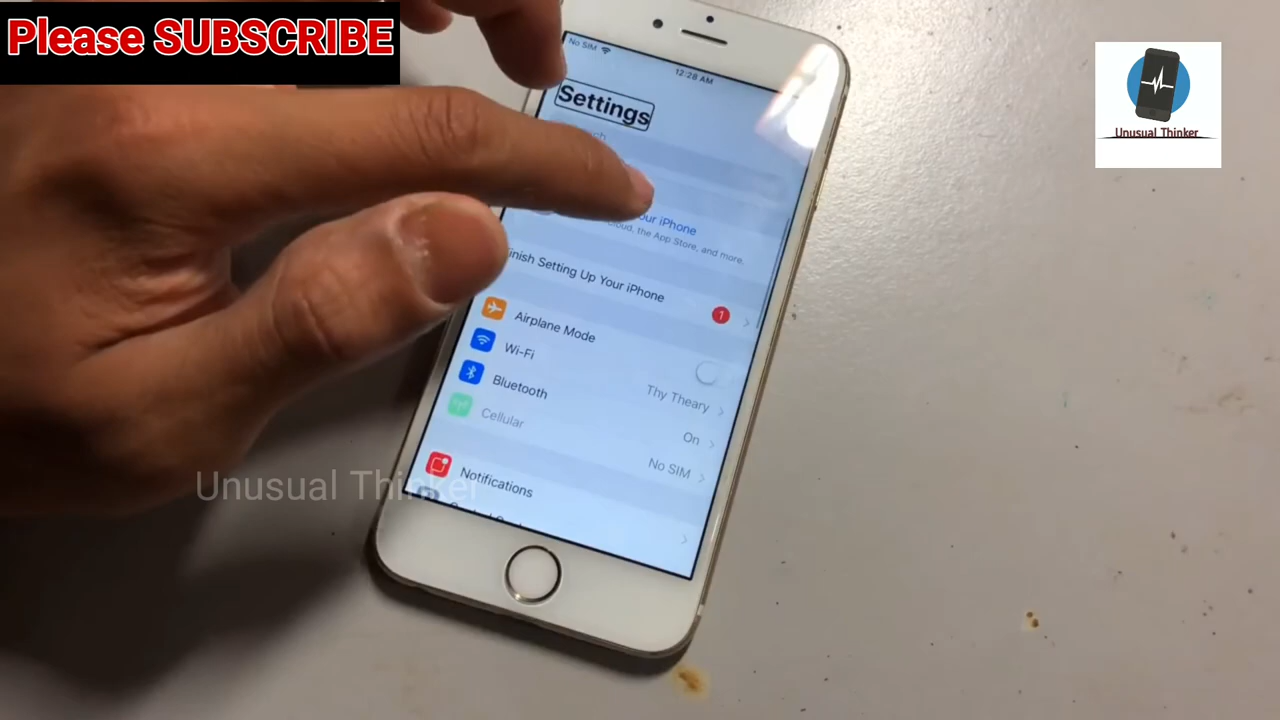 Please SUBSCRIBE
Unusual Thinker
No SIM
12:28 AM
Settings
our iPhone
Cloud, the App Store, and more.
inish Setting Up Your iPhone
1
Airplane Mode
Wi-Fi
Thy Theary
Bluetooth
On
Cellular
No SIM
Notifications
Unusual Thinker